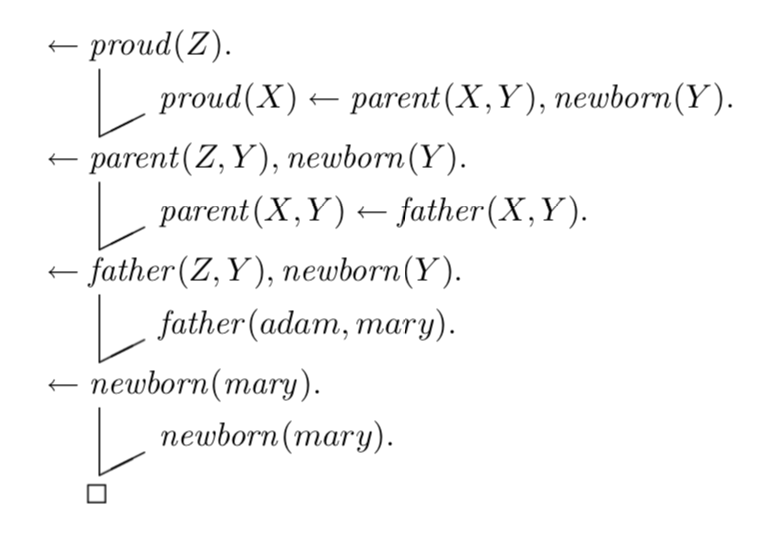 ← proud(Z).
proud(X) ← parent(X, Y), newborn(Y).
← parent(Z, Y), newborn(Y).
parent(X, Y) ← father(X, Y).
← father(Z, Y), newborn(Y).
father(adam, mary).
← newborn(mary).
newborn(mary).
□